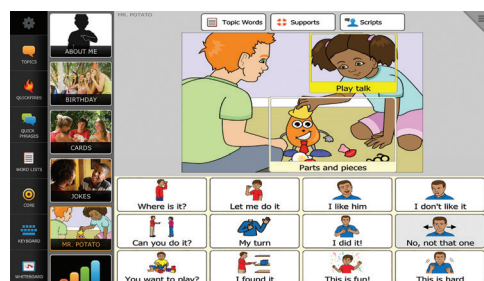 MR. POTATO
Topic Words
Supports
Scripts
TOPICS
QUICKFIRES
QUICK
PHRASES
WORD LISTS
CORE
KEYBOARD
WHITEBOARD
ABOUT ME
BIRTHDAY
CARDS
JOKES
MR. POTATO
Play talk
Parts and pieces
Where is it?
Let me do it
I like him
I don't like it
Can you do it?
My turn
I did it!
No, not that one
You want to play?
I found it
This is fun!
This is hard